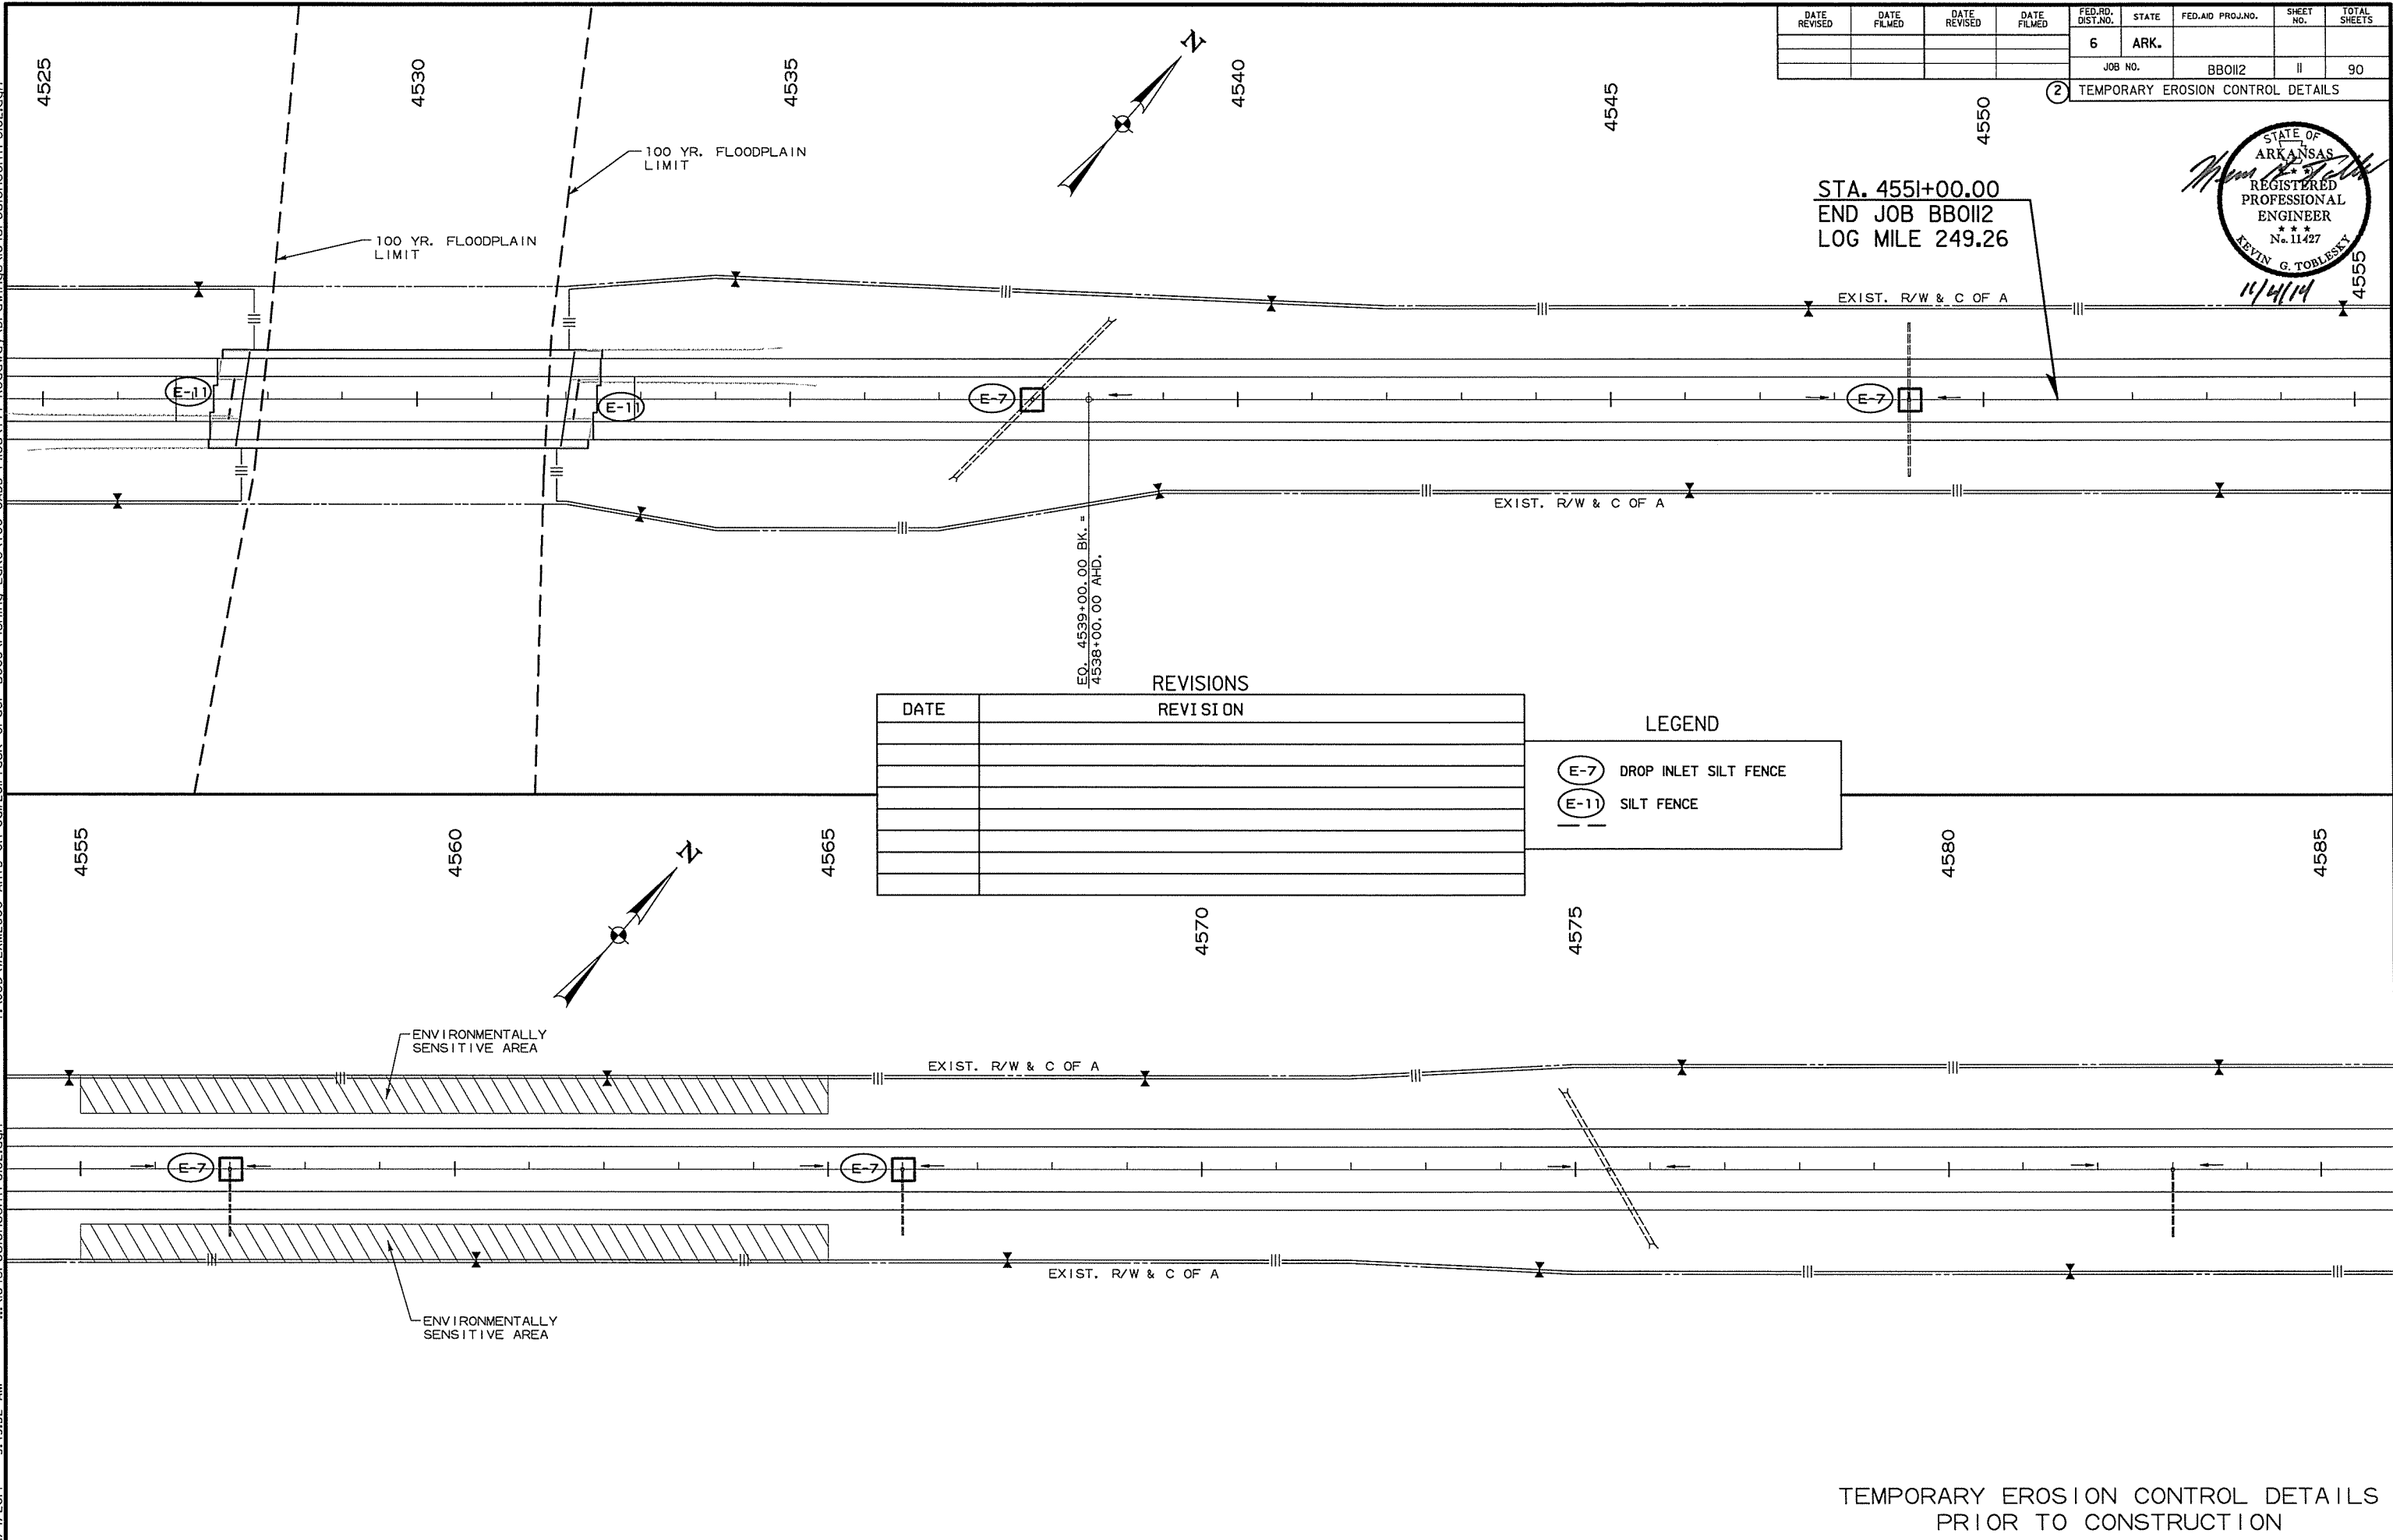 DATE REVISED
DATE FILMED
DATE REVISED
DATE FILMED
FED.RD. DIST.NO.
STATE
FED.AID PROJ.NO.
SHEET NO.
TOTAL SHEETS
6
ARK.
JOB NO.
BB0112
11
90
2
TEMPORARY EROSION CONTROL DETAILS
4525
4530
4535
N
4540
4545
4550
4555
STATE OF
ARKANSAS
REGISTERED
PROFESSIONAL
ENGINEER
No. 11427
KEVIN G. TOBLESKY
11/4/14
100 YR. FLOODPLAIN
LIMIT
100 YR. FLOODPLAIN
LIMIT
STA. 4551+00.00
END JOB BB0112
LOG MILE 249.26
EXIST. R/W & C OF A
E-11
E-11
E-7
E-7
EXIST. R/W & C OF A
EQ. 4539+00.00 BK. =
4538+00.00 AHD.
REVISIONS
DATE
REVISION
LEGEND
E-7 DROP INLET SILT FENCE
E-11 SILT FENCE
4555
4560
4565
4570
4575
4580
4585
N
ENVIRONMENTALLY
SENSITIVE AREA
EXIST. R/W & C OF A
E-7
E-7
EXIST. R/W & C OF A
ENVIRONMENTALLY
SENSITIVE AREA
TEMPORARY EROSION CONTROL DETAILS
PRIOR TO CONSTRUCTION